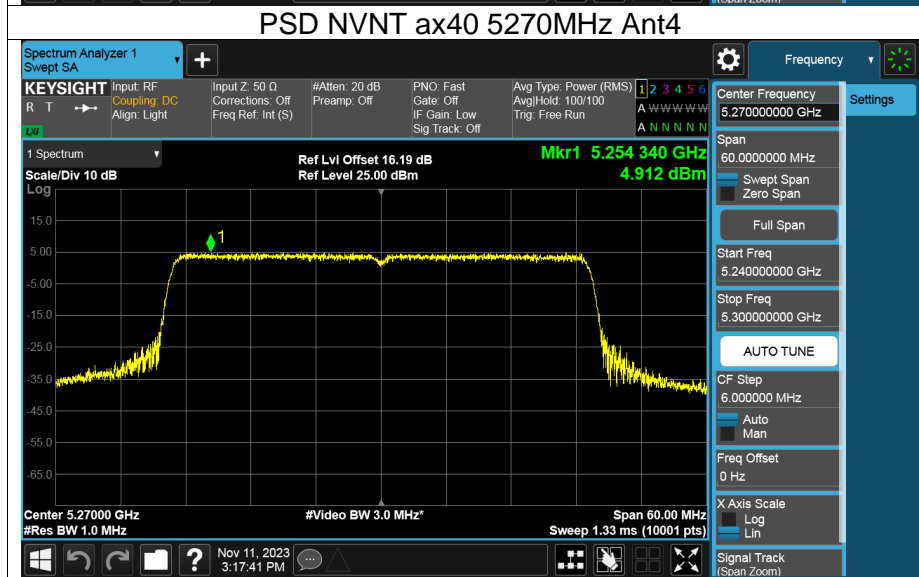 (Span Zoom)
PSD NVNT ax40 5270MHz Ant4
Spectrum Analyzer 1
Swept SA
Frequency
KEYSIGHT
R T
LXI
Input: RF
Coupling: DC
Align: Light
Input Z: 50 Ω
Corrections: Off
Freq Ref: Int (S)
#Atten: 20 dB
Preamp: Off
PNO: Fast
Gate: Off
IF Gain: Low
Sig Track: Off
Avg Type: Power (RMS)
Avg|Hold: 100/100
Trig: Free Run
1 2 3 4 5 6
A W W W W W
A N N N N N
1 Spectrum
Scale/Div 10 dB
Log
Ref Lvl Offset 16.19 dB
Ref Level 25.00 dBm
Mkr1 5.254 340 GHz
4.912 dBm
1
15.0
5.00
-5.00
-15.0
-25.0
-35.0
-45.0
-55.0
-65.0
Center 5.27000 GHz
#Res BW 1.0 MHz
#Video BW 3.0 MHz*
Span 60.00 MHz
Sweep 1.33 ms (10001 pts)
Center Frequency
5.270000000 GHz
Settings
Span
60.0000000 MHz
Swept Span
Zero Span
Full Span
Start Freq
5.240000000 GHz
Stop Freq
5.300000000 GHz
AUTO TUNE
CF Step
6.000000 MHz
Auto
Man
Freq Offset
0 Hz
X Axis Scale
Log
Lin
Signal Track
(Span Zoom)
Nov 11, 2023
3:17:41 PM